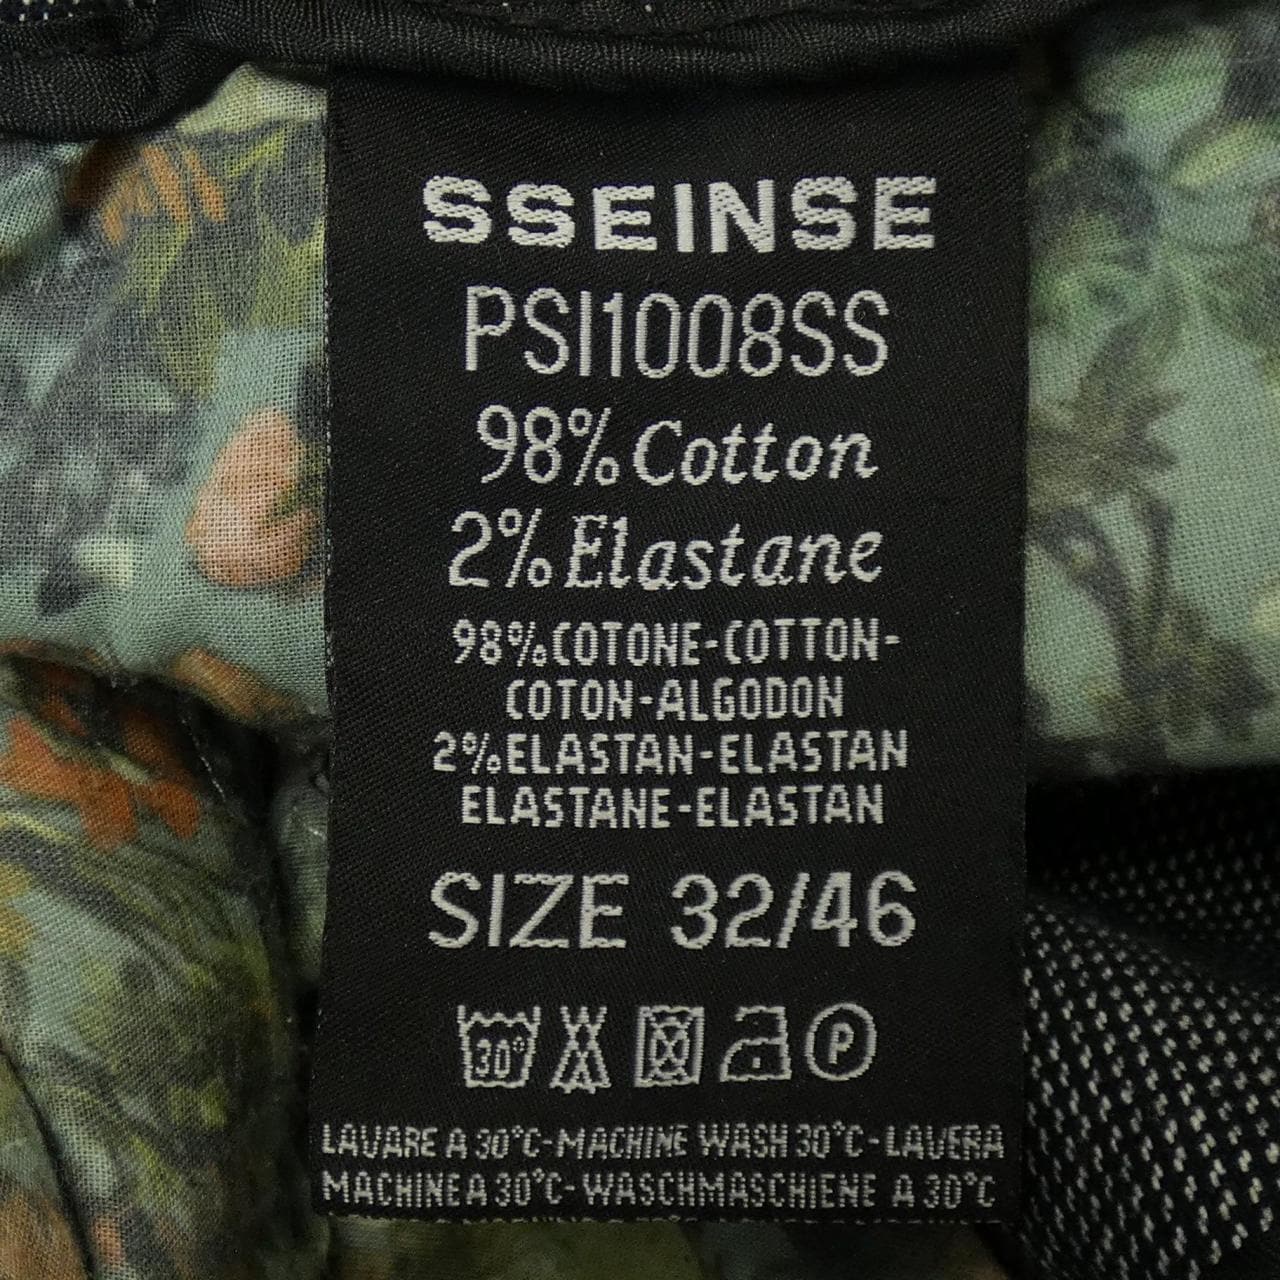 SSEINSE
PSI1008SS
98% Cotton
2% Elastane
98%COTONE-COTTON-
COTON-ALGODON
2%ELASTAN-ELASTAN
ELASTANE-ELASTAN
SIZE 32/46
30° P
LAVARE A 30°C-MACHINE WASH 30°C-LAVERA
MACHINEA 30°C-WASCHMASCHIENE A 30°C